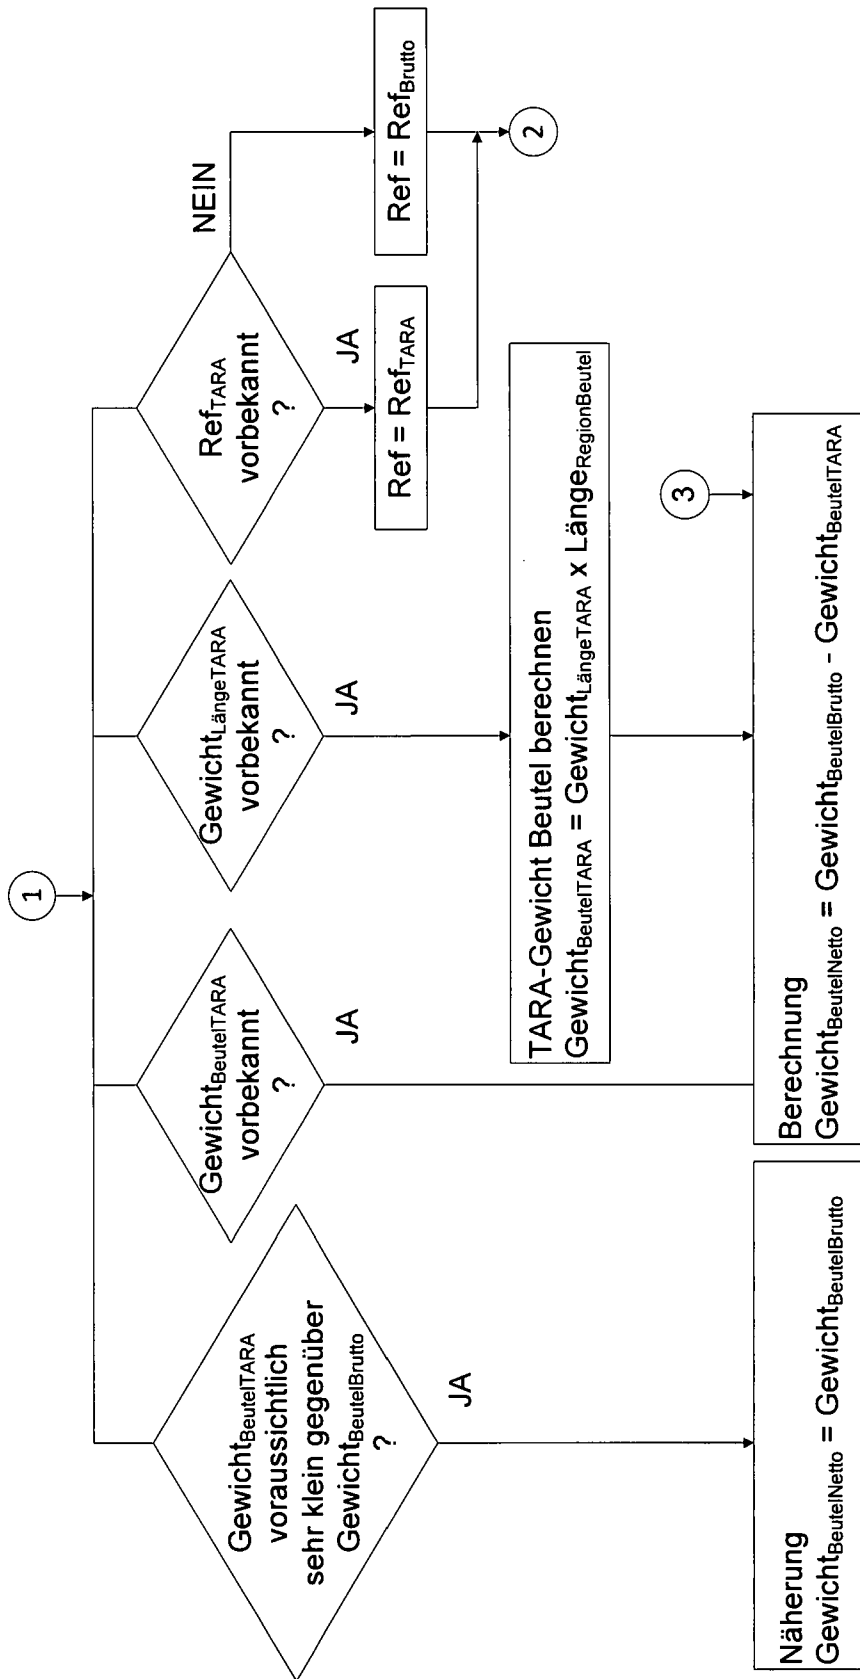 1
Gewicht_BeutelTARA
voraussichtlich
sehr klein gegenüber
Gewicht_BeutelBrutto
?
JA
Gewicht_BeutelTARA
vorbekannt
?
JA
Gewicht_LängeTARA
vorbekannt
?
JA
Ref_TARA
vorbekannt
?
NEIN
JA
Ref = Ref_TARA
Ref = Ref_Brutto
2
TARA-Gewicht Beutel berechnen
Gewicht_BeutelTARA = Gewicht_LängeTARA x Länge_RegionBeutel
3
Näherung
Gewicht_BeutelNetto = Gewicht_BeutelBrutto
Berechnung
Gewicht_BeutelNetto = Gewicht_BeutelBrutto - Gewicht_BeutelTARA